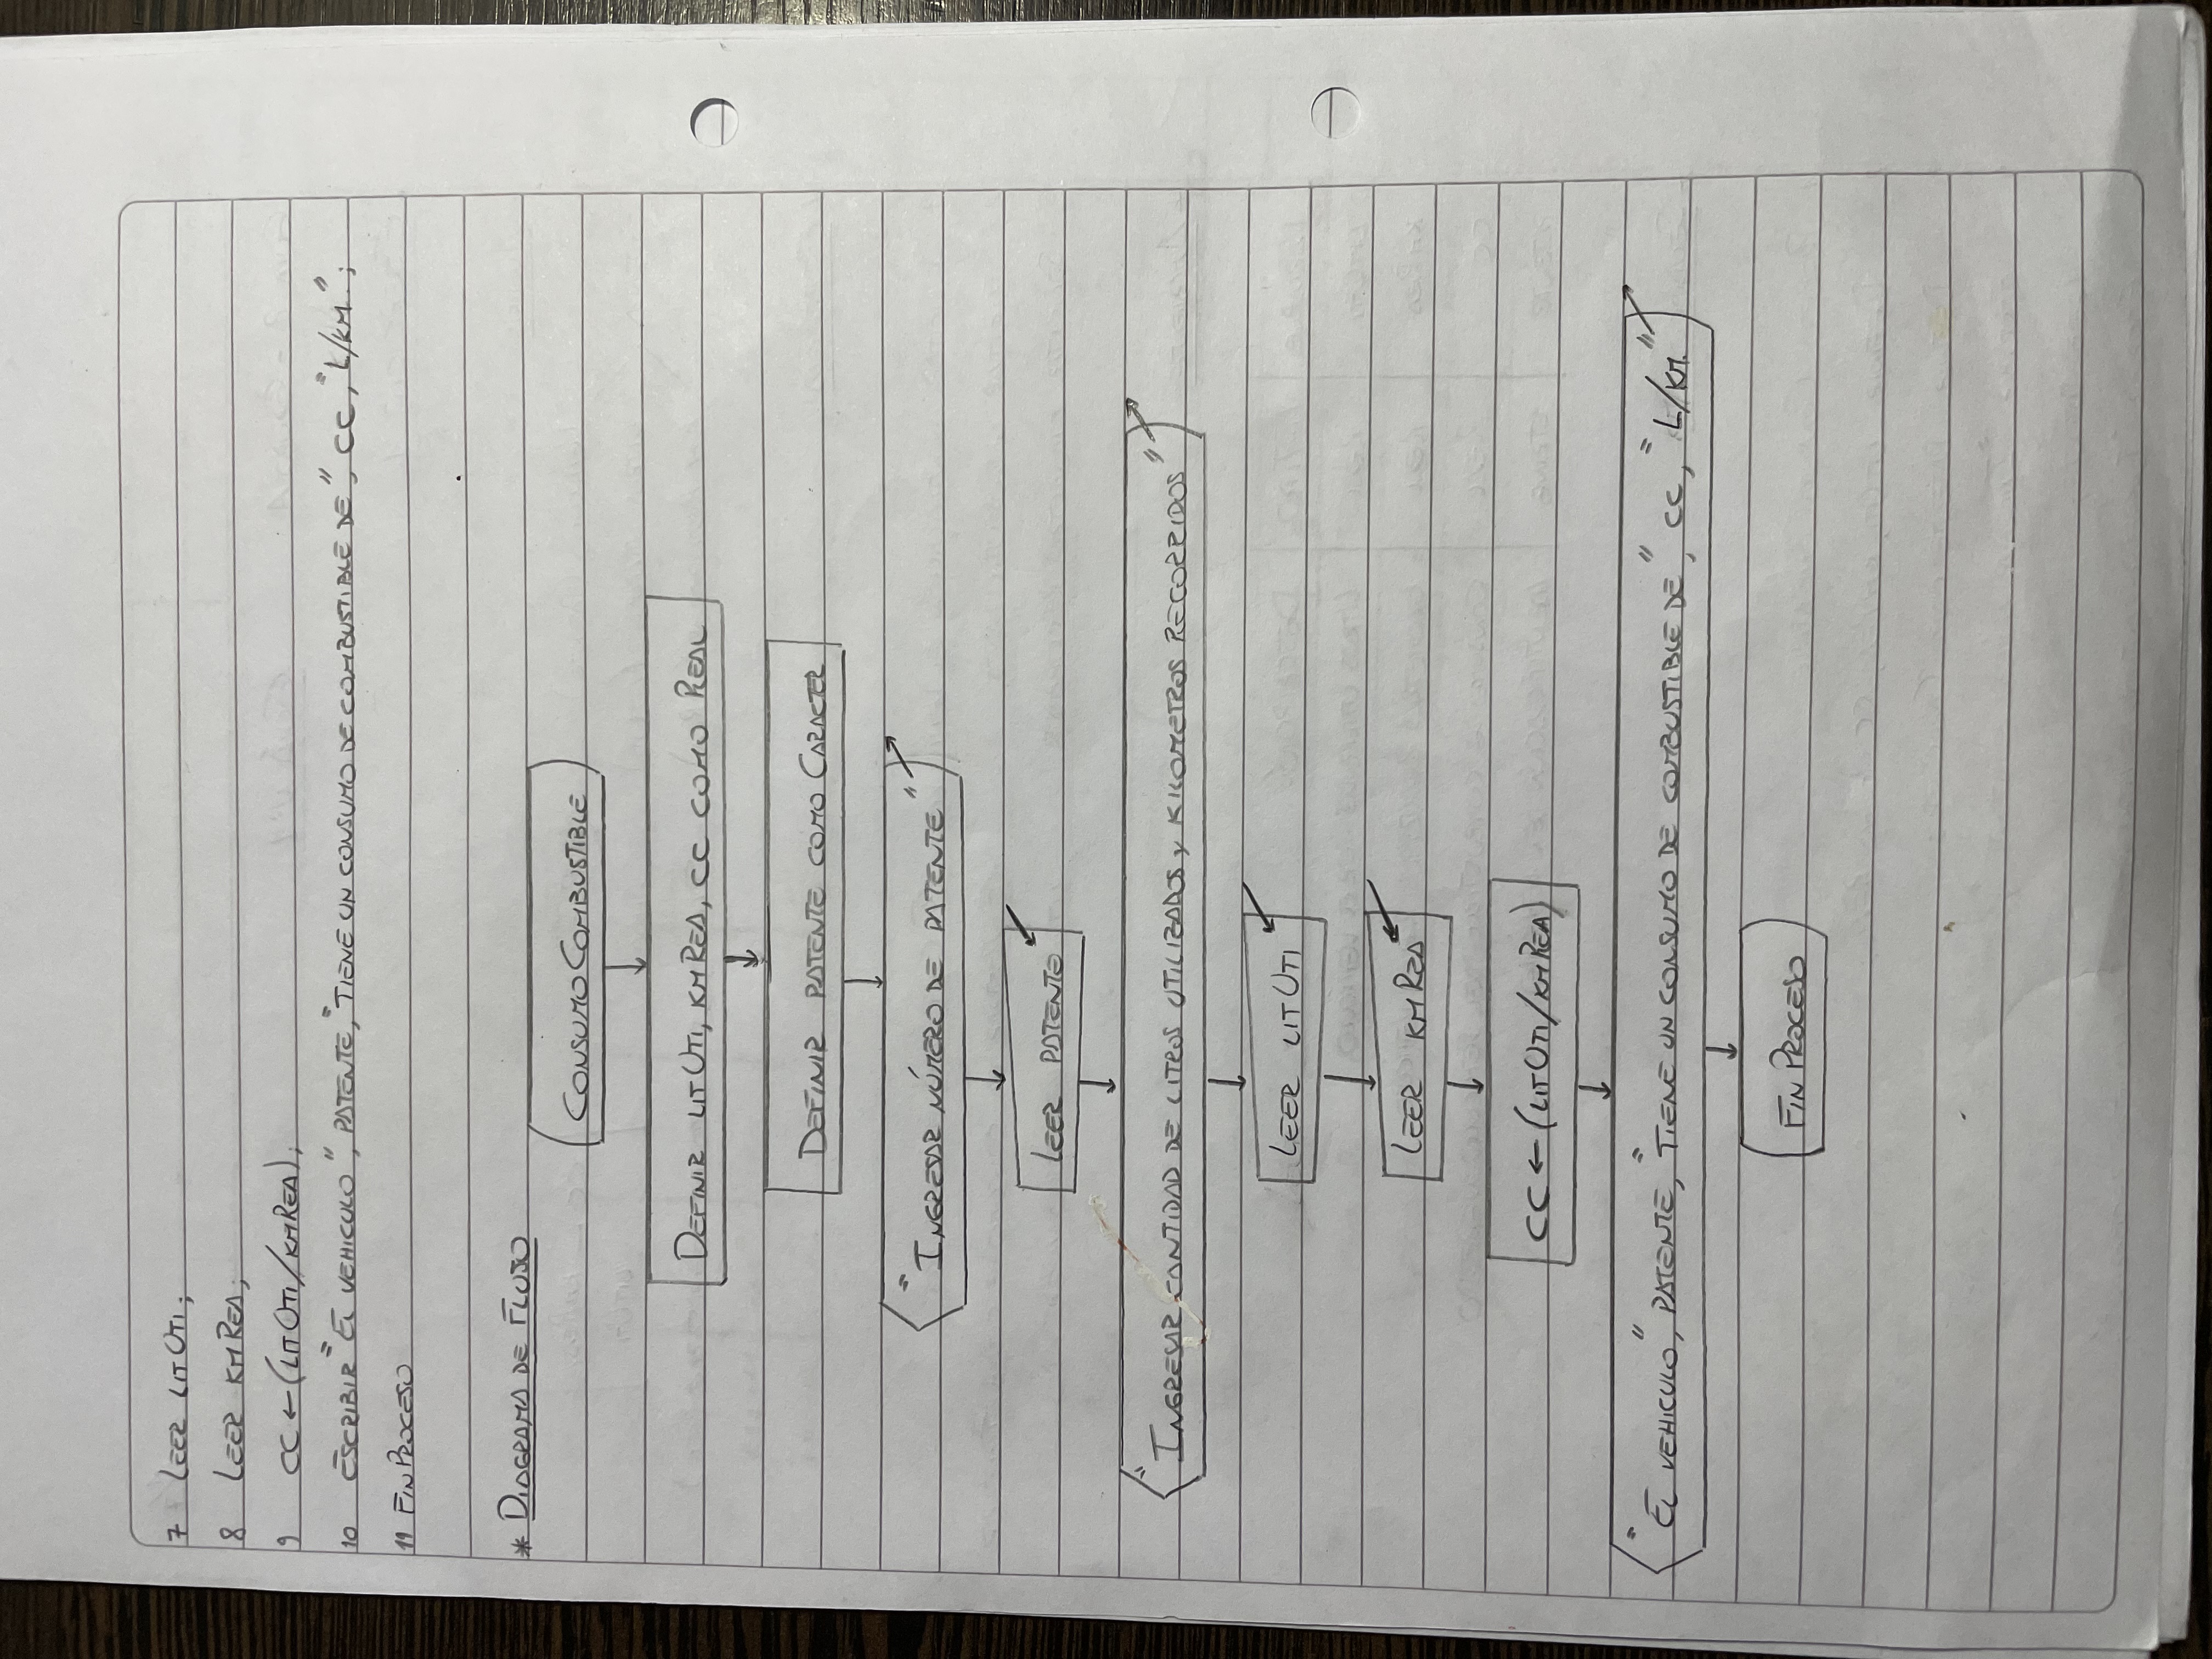 7 LEER LITUTI;
8 LEER KMREA;
9 CC ← (LITUTI/KMREA);
10 ESCRIBIR "EL VEHICULO", PATENTE, "TIENE UN CONSUMO DE COMBUSTIBLE DE", CC, "L/KM.";
11 FINPROCESO
* DIAGRAMA DE FLUJO
CONSUMOCOMBUSTIBLE
DEFINIR LITUTI, KMREA, CC COMO REAL
DEFINIR PATENTE COMO CARACTER
"INGRESAR NÚMERO DE PATENTE"
LEER PATENTE
"INGRESAR CANTIDAD DE LITROS UTILIZADOS Y KILOMETROS RECORRIDOS"
LEER LITUTI
LEER KMREA
CC ← (LITUTI/KMREA)
"EL VEHICULO", PATENTE, "TIENE UN CONSUMO DE COMBUSTIBLE DE", CC, "L/KM."
FINPROCESO